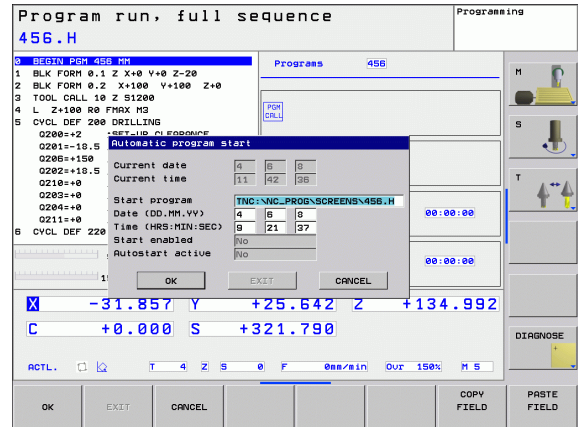 Program run, full sequence
Programming
456.H
0 BEGIN PGM 456 MM
1 BLK FORM 0.1 Z X+0 Y+0 Z-20
2 BLK FORM 0.2 X+100 Y+100 Z+0
3 TOOL CALL 10 Z S1200
4 L Z+100 R0 FMAX M3
5 CYCL DEF 200 DRILLING
Q200=+2 ;SET-UP CLEARANCE
Q201=-18.5
Q206=+150
Q202=+18.5
Q210=+0
Q203=+0
Q204=+0
Q211=+0
6 CYCL DEF 220
Programs 456
PGM CALL
00:00:00
00:00:00
Automatic program start
Current date 4 6 8
Current time 11 42 36
Start program TNC:\NC_PROG\SCREENS\456.H
Date (DD.MM.YY) 4 6 8
Time (HRS:MIN:SEC) 9 21 37
Start enabled No
Autostart active No
OK EXIT CANCEL
X -31.857 Y +25.642 Z +134.992
C +0.000 S +321.790
ACTL. T 4 Z S 0 F 0mm/min Ovr 150% M 5
M
S
T
DIAGNOSE
OK EXIT CANCEL COPY FIELD PASTE FIELD